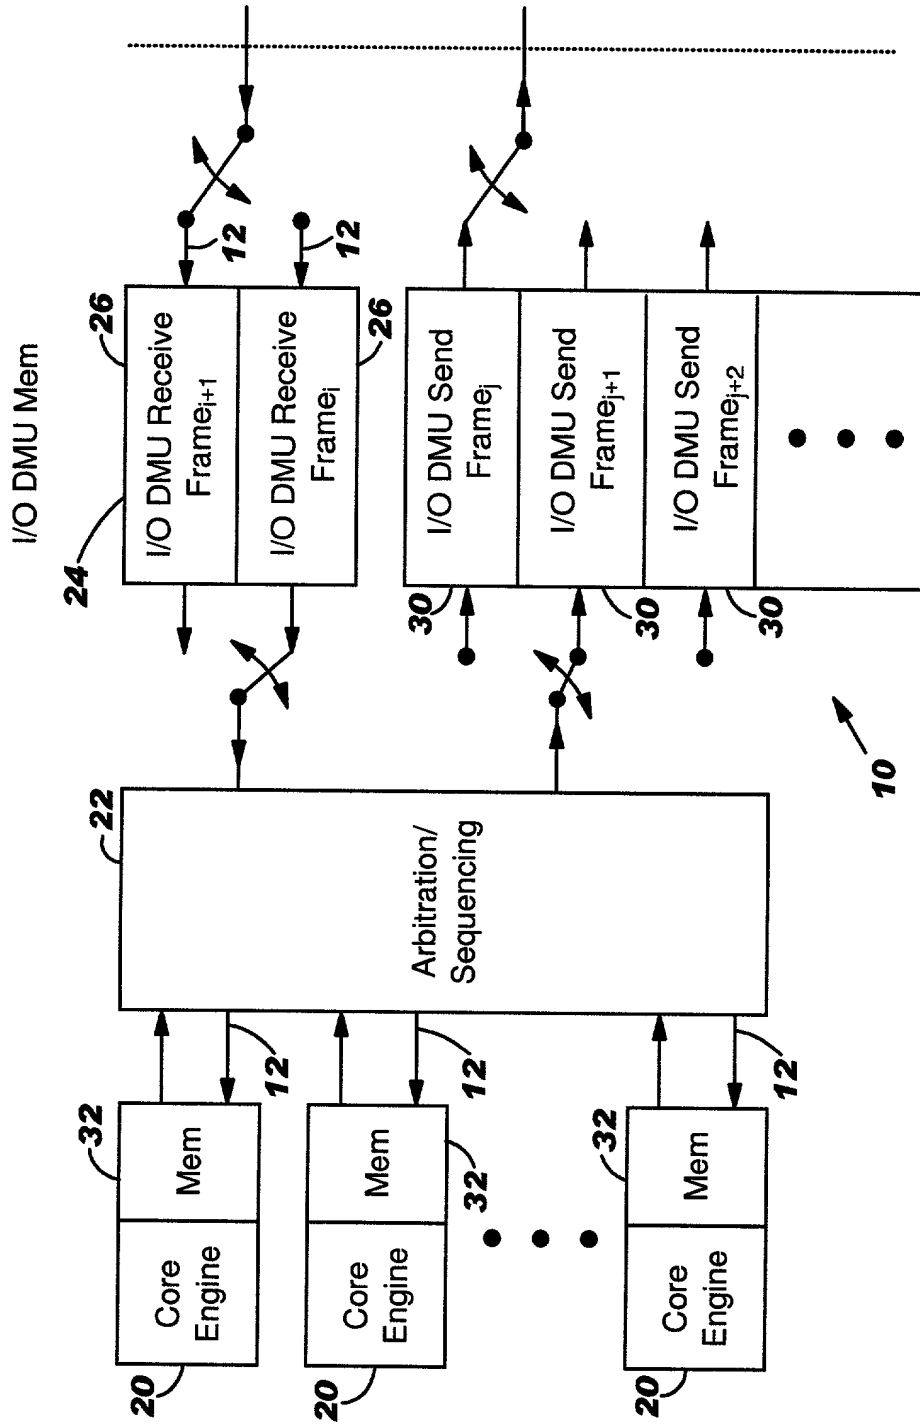 I/O DMU Mem
20
32
22
24
26
Core
Engine
Mem
12
I/O DMU Receive
Frame_{i+1}
12
I/O DMU Receive
Frame_i
12
26
20
Core
Engine
Mem
12
32
Arbitration/
Sequencing
30
I/O DMU Send
Frame_j
30
I/O DMU Send
Frame_{j+1}
20
32
Core
Engine
Mem
12
30
I/O DMU Send
Frame_{j+2}
10